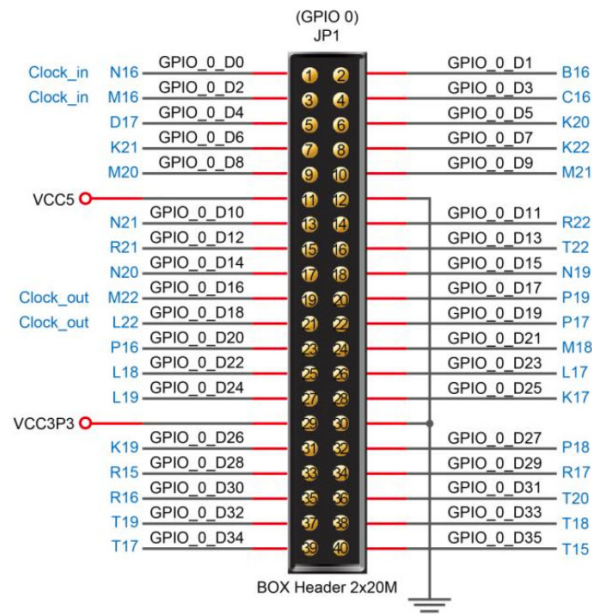 (GPIO 0)
JP1
Clock_in N16 GPIO_0_D0 1 2 GPIO_0_D1 B16
Clock_in M16 GPIO_0_D2 3 4 GPIO_0_D3 C16
D17 GPIO_0_D4 5 6 GPIO_0_D5 K20
K21 GPIO_0_D6 7 8 GPIO_0_D7 K22
M20 GPIO_0_D8 9 10 GPIO_0_D9 M21
VCC5 11 12
N21 GPIO_0_D10 13 14 GPIO_0_D11 R22
R21 GPIO_0_D12 15 16 GPIO_0_D13 T22
N20 GPIO_0_D14 17 18 GPIO_0_D15 N19
Clock_out M22 GPIO_0_D16 19 20 GPIO_0_D17 P19
Clock_out L22 GPIO_0_D18 21 22 GPIO_0_D19 P17
P16 GPIO_0_D20 23 24 GPIO_0_D21 M18
L18 GPIO_0_D22 25 26 GPIO_0_D23 L17
L19 GPIO_0_D24 27 28 GPIO_0_D25 K17
VCC3P3 29 30
K19 GPIO_0_D26 31 32 GPIO_0_D27 P18
R15 GPIO_0_D28 33 34 GPIO_0_D29 R17
R16 GPIO_0_D30 35 36 GPIO_0_D31 T20
T19 GPIO_0_D32 37 38 GPIO_0_D33 T18
T17 GPIO_0_D34 39 40 GPIO_0_D35 T15
BOX Header 2x20M